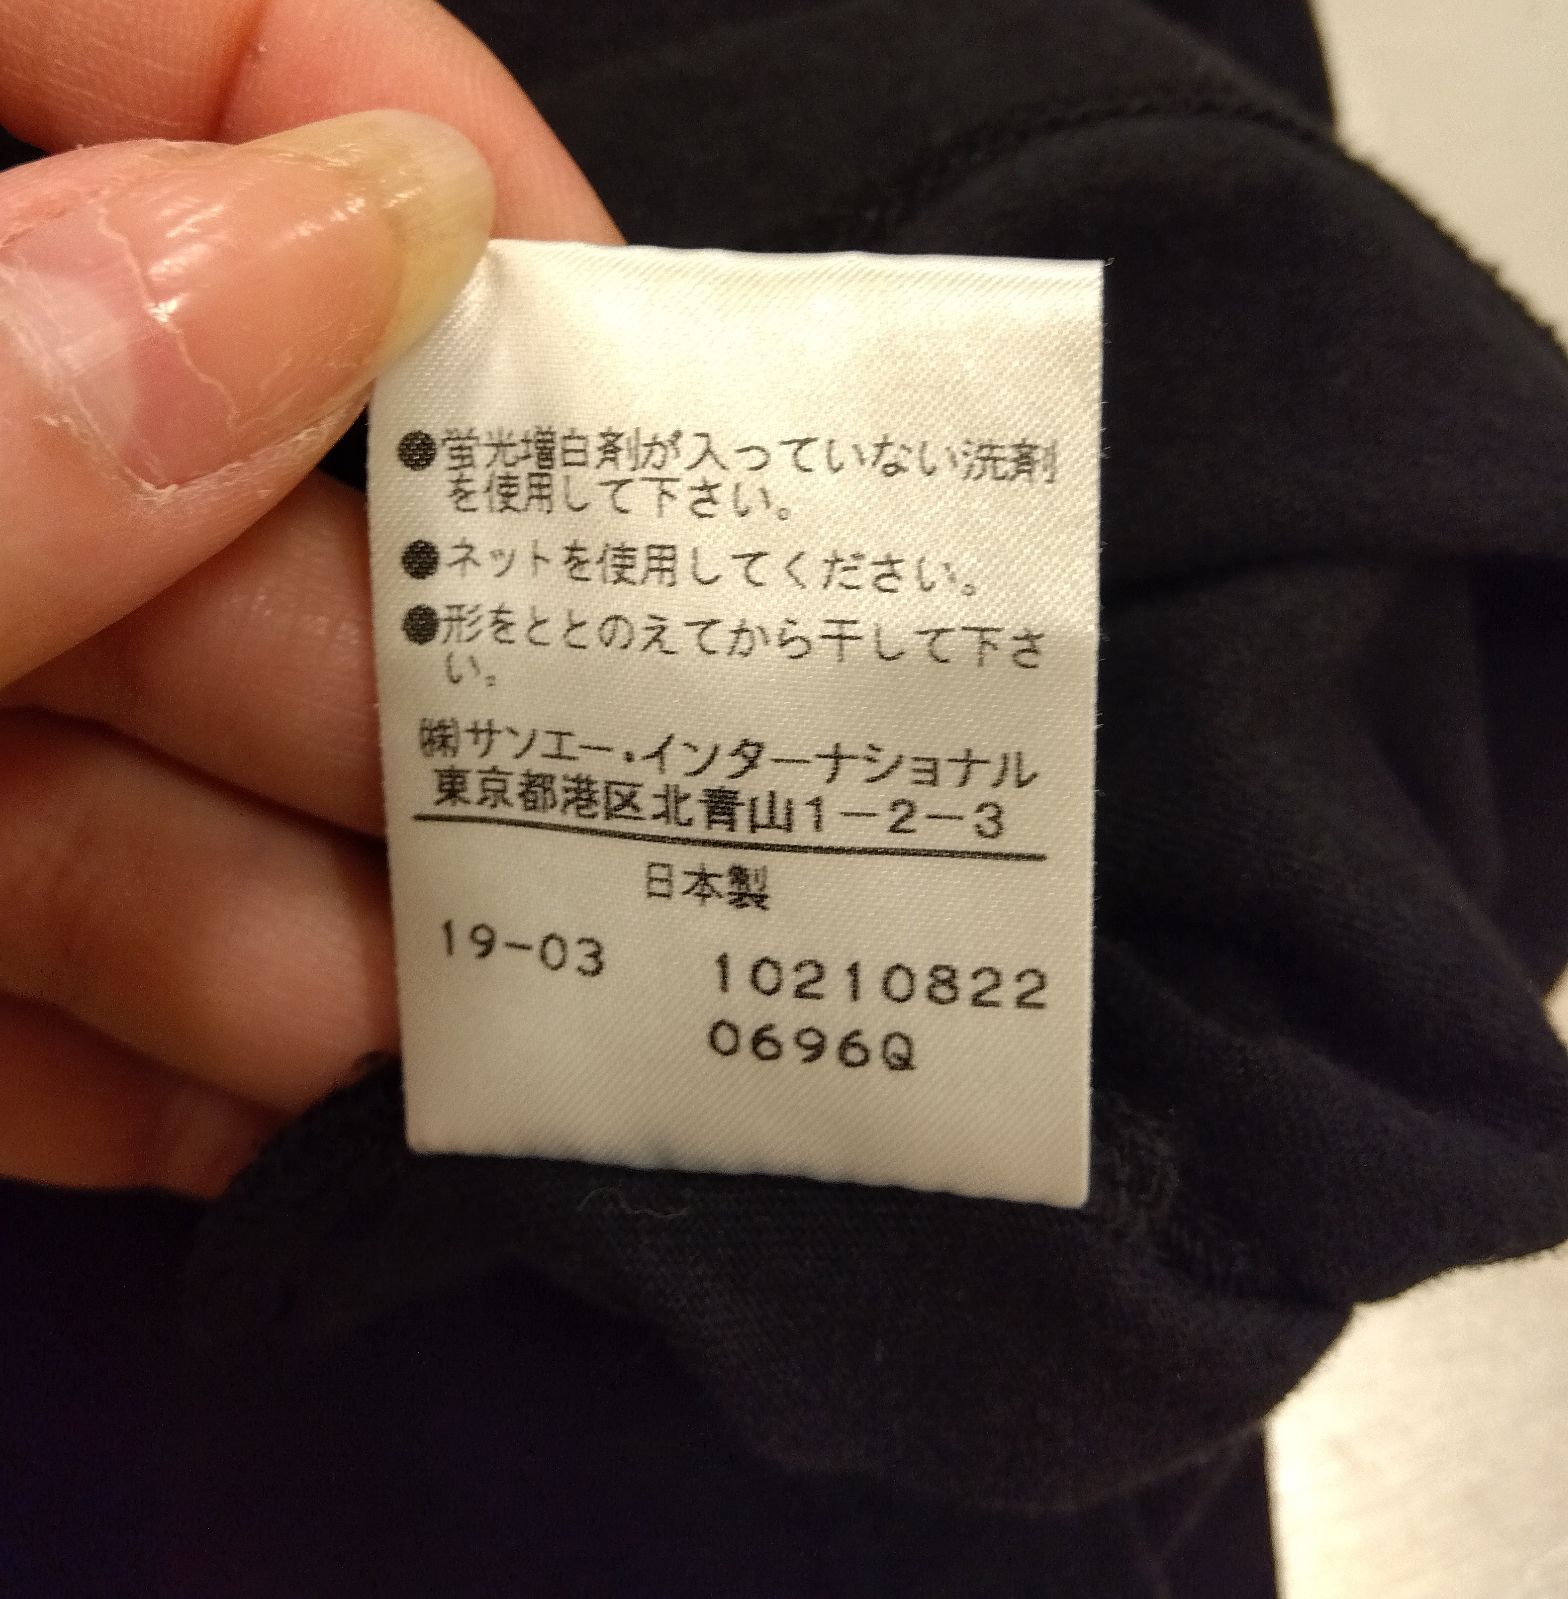 ●蛍光増白剤が入っていない洗剤
を使用して下さい。
●ネットを使用してください。
●形をととのえてから干して下さ
い。
㈱サンエー・インターナショナル
東京都港区北青山1-2-3
日本製
19-03
10210822
0696Q